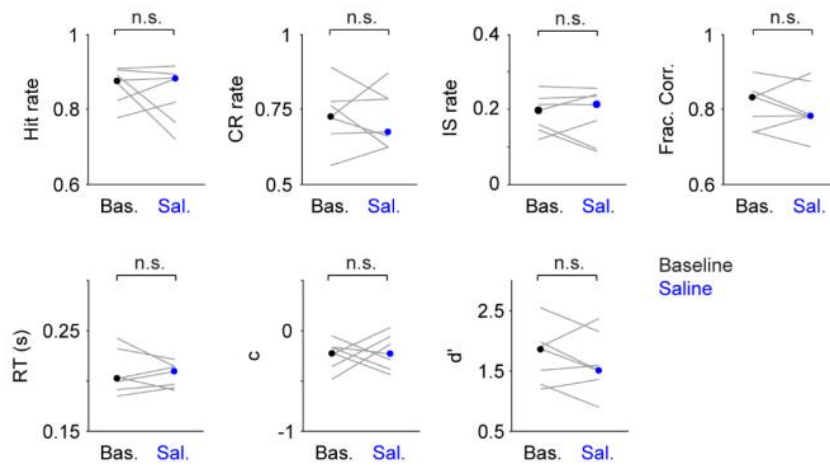 n.s.
1
0.8
0.6
Hit rate
Bas. Sal.
n.s.
1
0.75
0.5
CR rate
Bas. Sal.
n.s.
0.4
0.2
0
IS rate
Bas. Sal.
n.s.
1
0.8
0.6
Frac. Corr.
Bas. Sal.
n.s.
0.25
0.15
RT (s)
Bas. Sal.
n.s.
0
-1
c
Bas. Sal.
n.s.
2.5
1.5
0.5
d'
Bas. Sal.
Baseline
Saline